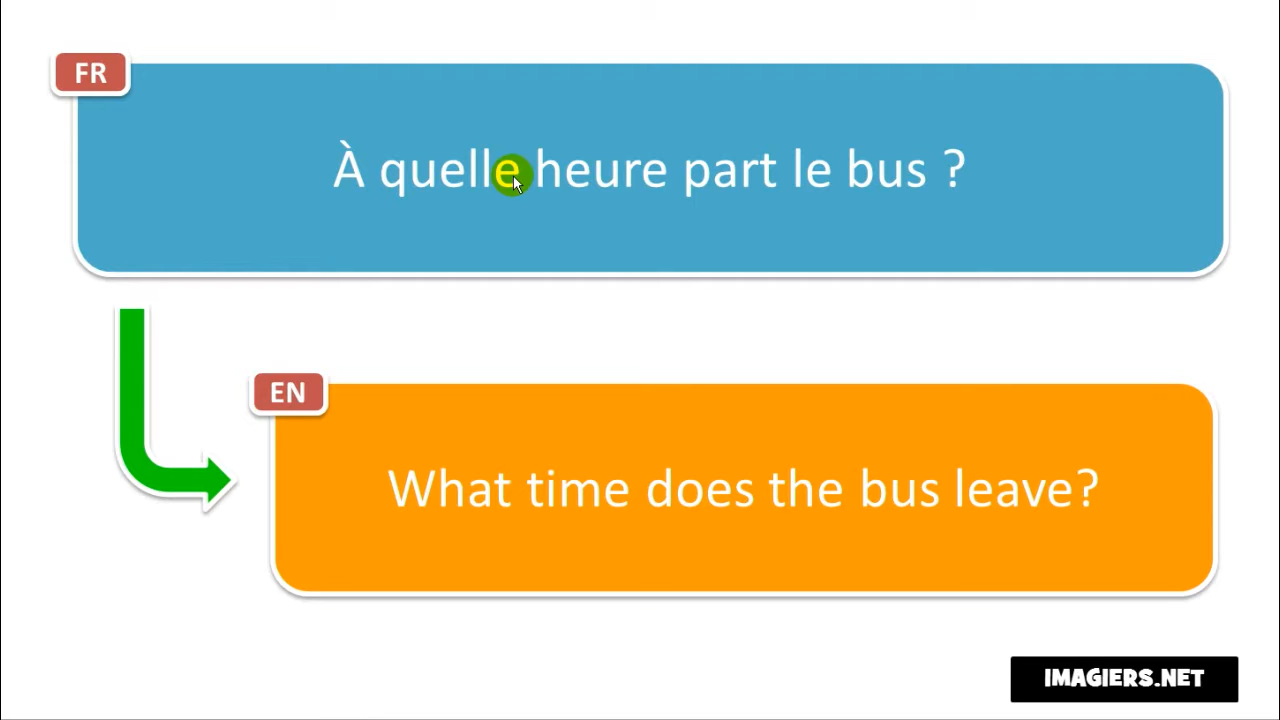 FR
À quelle heure part le bus ?
EN
What time does the bus leave?
IMAGIERS.NET